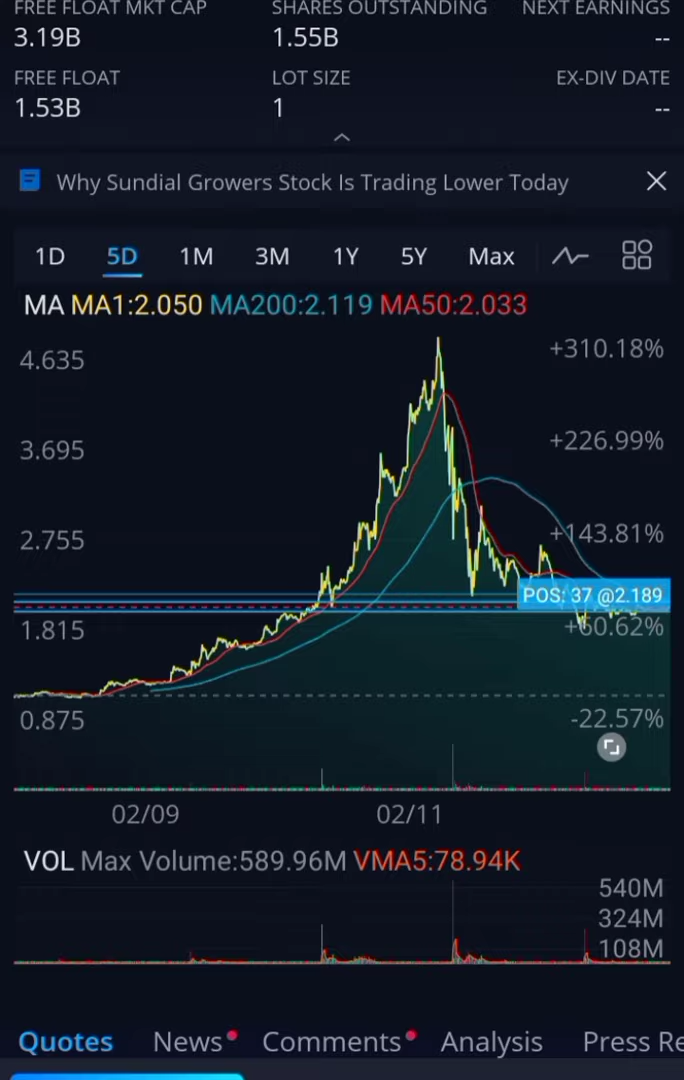 FREE FLOAT MKT CAP SHARES OUTSTANDING NEXT EARNINGS
3.19B 1.55B --
FREE FLOAT LOT SIZE EX-DIV DATE
1.53B 1 --
Why Sundial Growers Stock Is Trading Lower Today
1D 5D 1M 3M 1Y 5Y Max
MA MA1:2.050 MA200:2.119 MA50:2.033
4.635 +310.18%
3.695 +226.99%
2.755 +143.81%
POS: 37 @2.189
1.815 +60.62%
0.875 -22.57%
02/09 02/11
VOL Max Volume:589.96M VMA5:78.94K
540M
324M
108M
Quotes News Comments Analysis Press Re